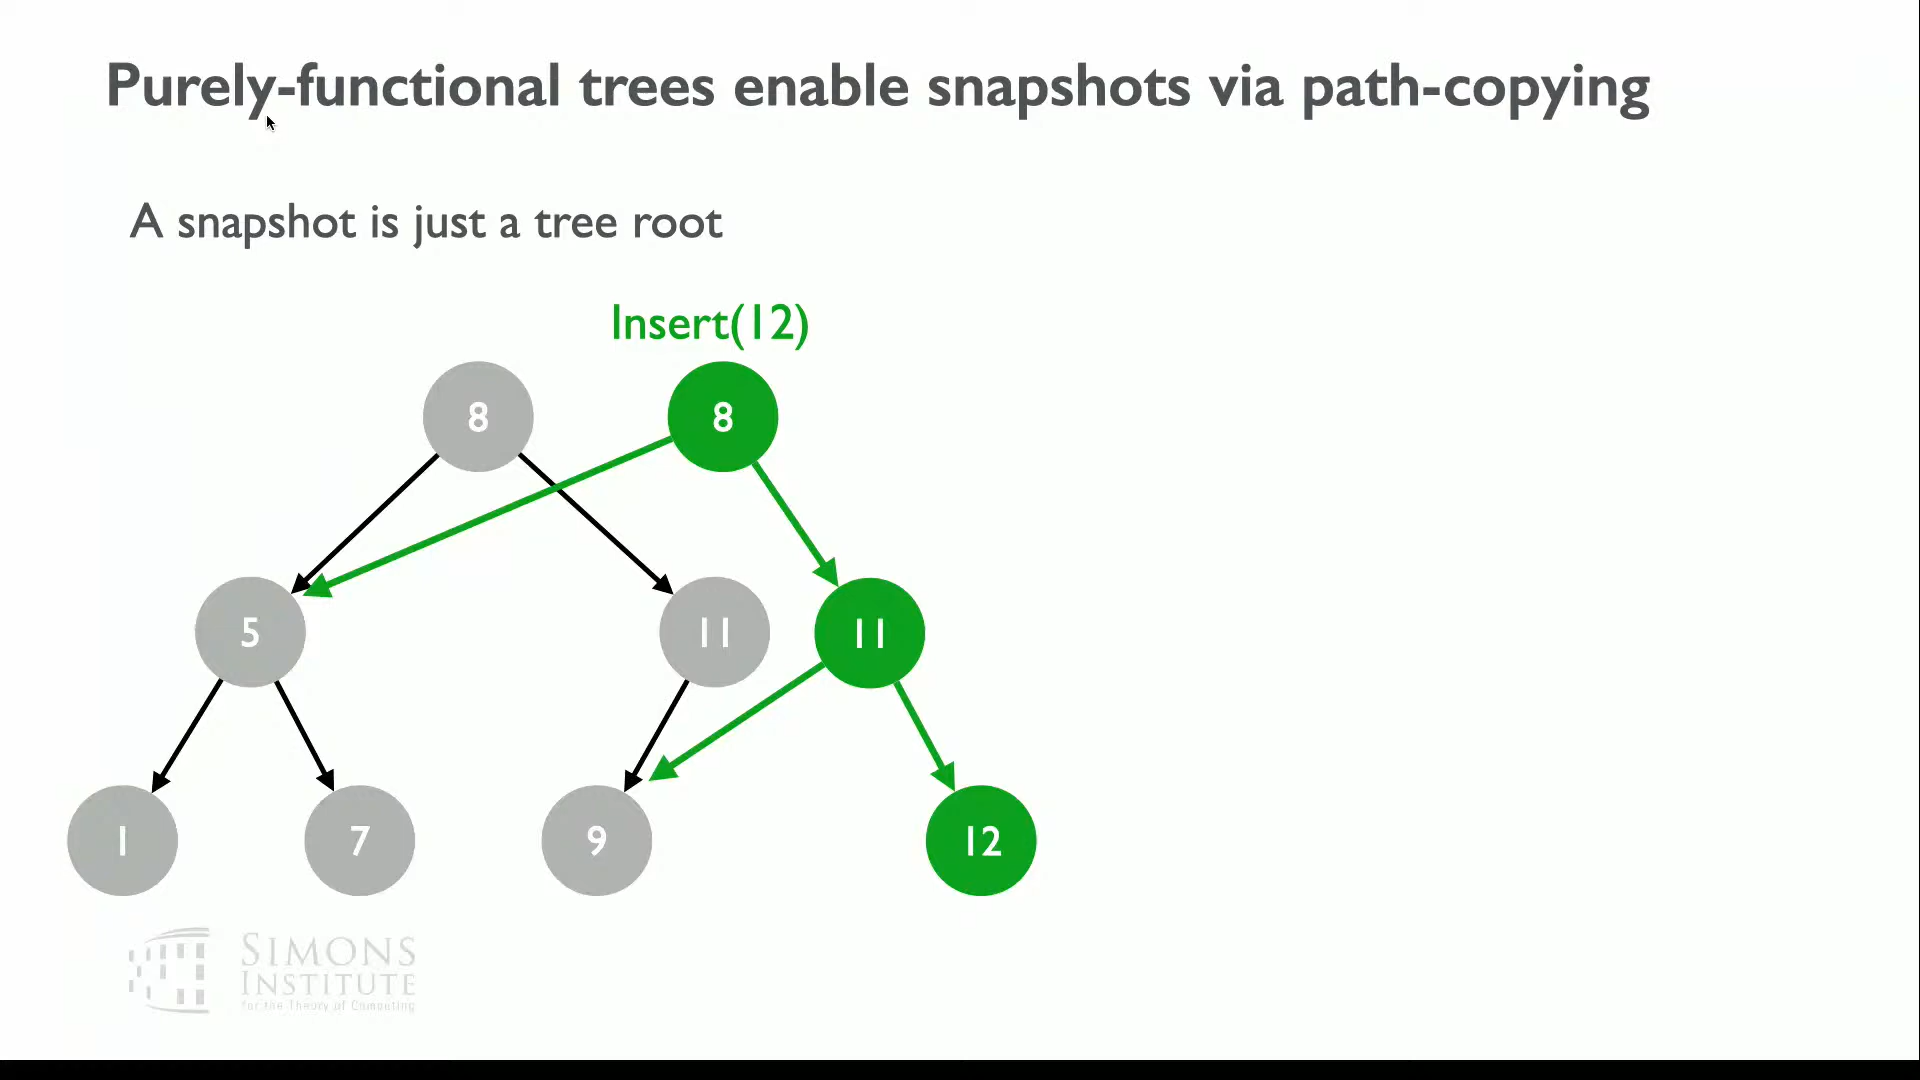 Purely-functional trees enable snapshots via path-copying
A snapshot is just a tree root
Insert(12)
8 8
5 11 11
1 7 9 12
SIMONS
INSTITUTE
for the Theory of Computing